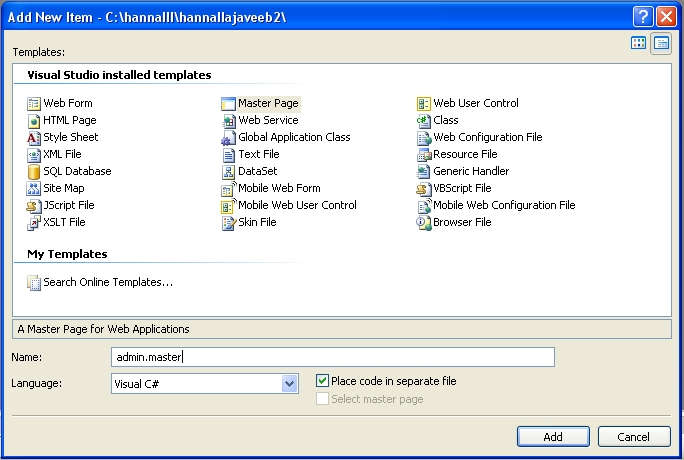 Add New Item - C:\hannalll\hannallajaveeb2\
Templates:
Visual Studio installed templates
Web Form Master Page Web User Control
HTML Page Web Service Class
Style Sheet Global Application Class Web Configuration File
XML File Text File Resource File
SQL Database DataSet Generic Handler
Site Map Mobile Web Form VBScript File
JScript File Mobile Web User Control Mobile Web Configuration File
XSLT File Skin File Browser File
My Templates
Search Online Templates...
A Master Page for Web Applications
Name: admin.master
Language: Visual C# Place code in separate file
Select master page
Add Cancel